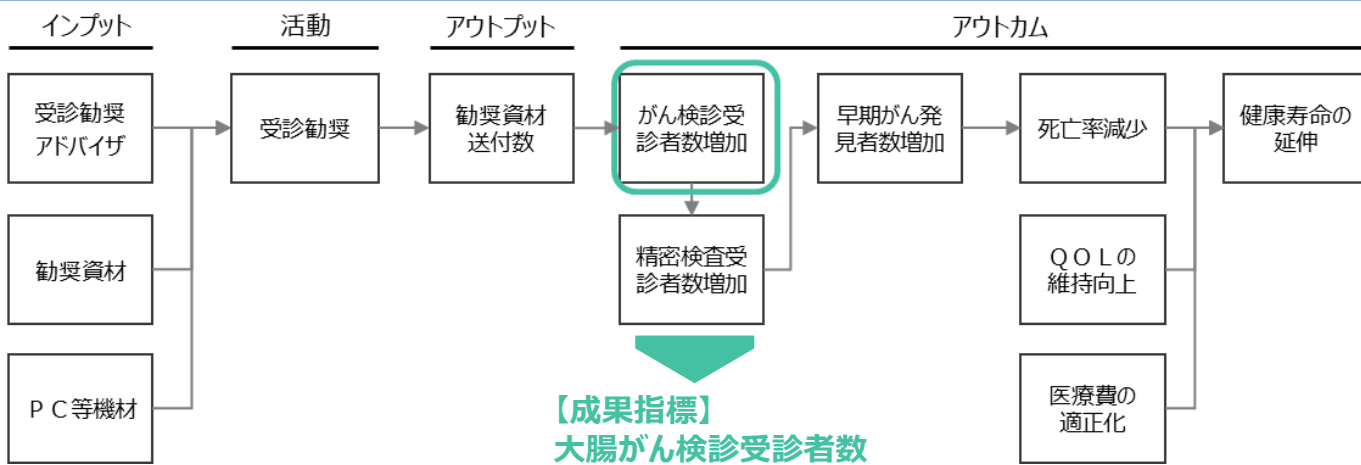 インプット
活動
アウトプット
アウトカム
受診勧奨
アドバイザ
受診勧奨
勧奨資材
送付数
がん検診受
診者数増加
早期がん発
見者数増加
死亡率減少
健康寿命の
延伸
勧奨資材
精密検査受
診者数増加
ＱＯＬの
維持向上
ＰＣ等機材
医療費の
適正化
【成果指標】
大腸がん検診受診者数